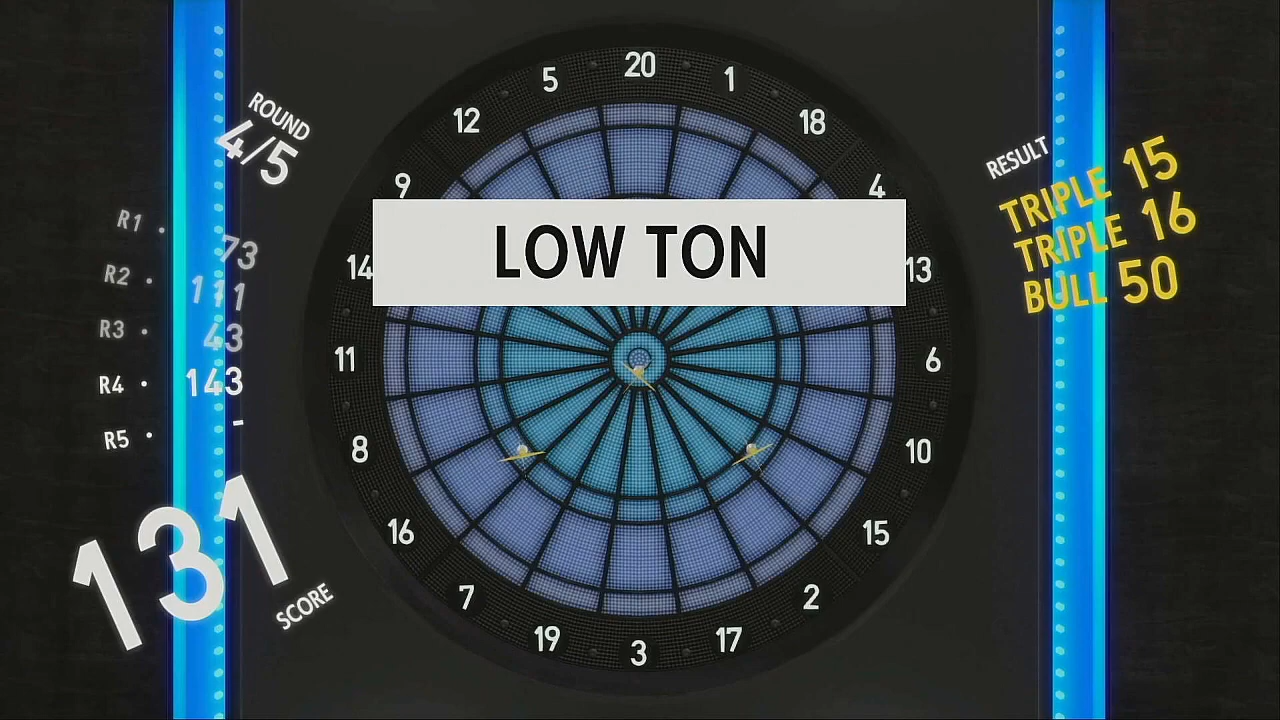 ROUND
4/5
R1 • 73
R2 • 111
R3 • 43
R4 • 143
R5 • -
131
SCORE
LOW TON
20
1
18
4
13
6
10
15
2
17
3
19
7
16
8
11
14
9
12
5
RESULT
TRIPLE 15
TRIPLE 16
BULL 50